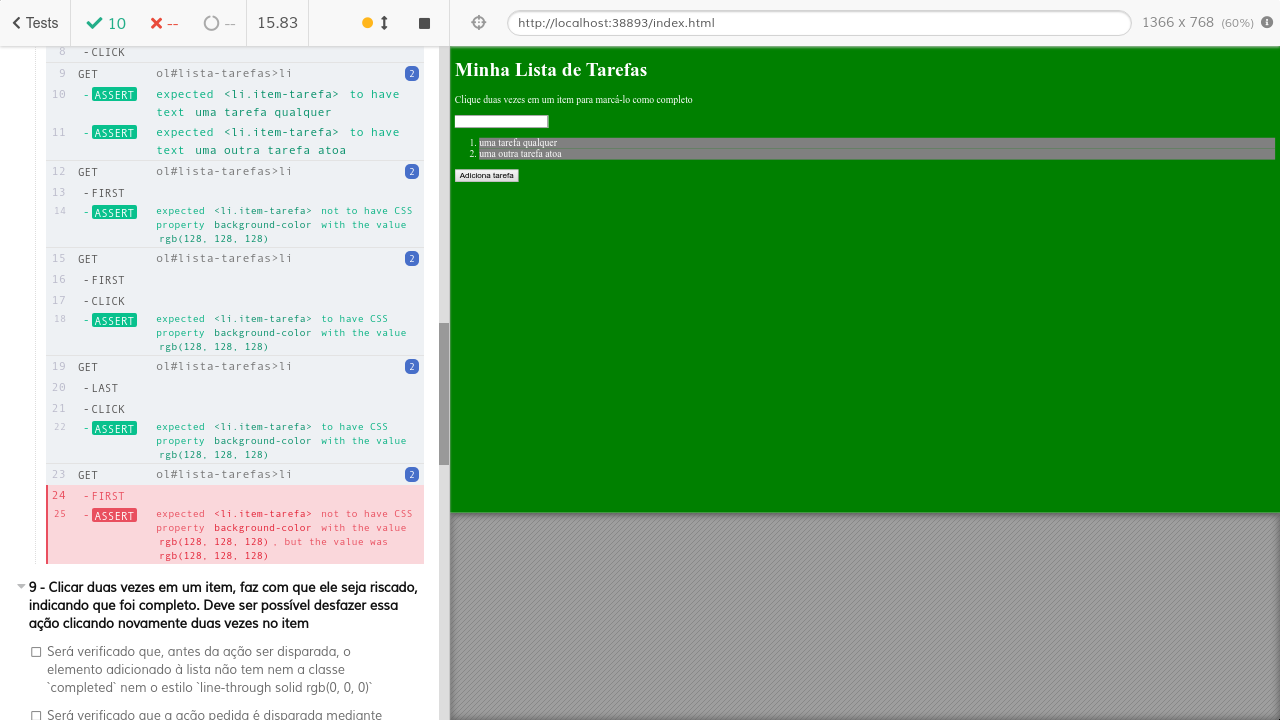 Tests
10
--
--
15.83
http://localhost:38893/index.html
1366 x 768 (60%)
8 -CLICK
9 GET ol#lista-tarefas>li 2
10 -ASSERT expected <li.item-tarefa> to have
text uma tarefa qualquer
11 -ASSERT expected <li.item-tarefa> to have
text uma outra tarefa atoa
12 GET ol#lista-tarefas>li 2
13 -FIRST
14 -ASSERT expected <li.item-tarefa> not to have CSS
property background-color with the value
rgb(128, 128, 128)
15 GET ol#lista-tarefas>li 2
16 -FIRST
17 -CLICK
18 -ASSERT expected <li.item-tarefa> to have CSS
property background-color with the value
rgb(128, 128, 128)
19 GET ol#lista-tarefas>li 2
20 -LAST
21 -CLICK
22 -ASSERT expected <li.item-tarefa> to have CSS
property background-color with the value
rgb(128, 128, 128)
23 GET ol#lista-tarefas>li 2
24 -FIRST
25 -ASSERT expected <li.item-tarefa> not to have CSS
property background-color with the value
rgb(128, 128, 128), but the value was
rgb(128, 128, 128)
9 - Clicar duas vezes em um item, faz com que ele seja riscado,
indicando que foi completo. Deve ser possível desfazer essa
ação clicando novamente duas vezes no item
Será verificado que, antes da ação ser disparada, o
elemento adicionado à lista não tem nem a classe
`completed` nem o estilo `line-through solid rgb(0, 0, 0)`
Será verificado que a ação pedida é disparada mediante
Minha Lista de Tarefas
Clique duas vezes em um item para marcá-lo como completo
1. uma tarefa qualquer
2. uma outra tarefa atoa
Adiciona tarefa